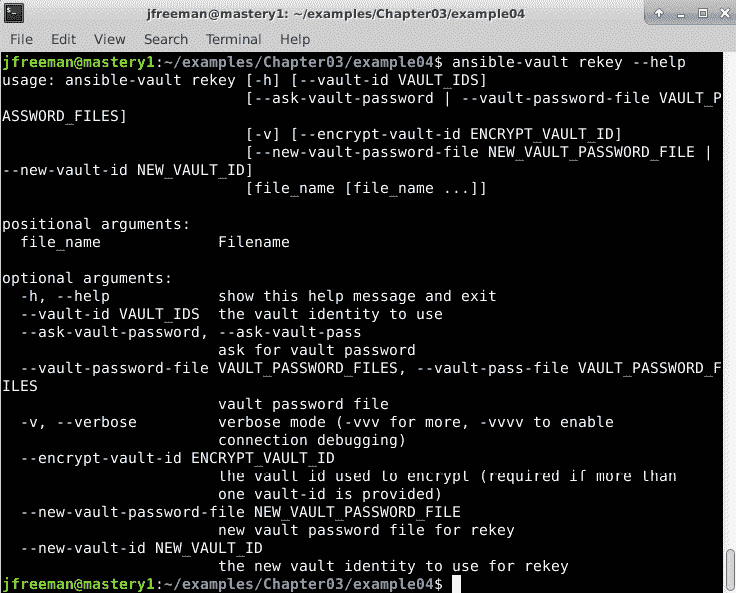 jfreeman@mastery1: ~/examples/Chapter03/example04
File Edit View Search Terminal Help
jfreeman@mastery1:~/examples/Chapter03/example04$ ansible-vault rekey --help
usage: ansible-vault rekey [-h] [--vault-id VAULT_IDS]
[--ask-vault-password | --vault-password-file VAULT_P
ASSWORD_FILES]
[-v] [--encrypt-vault-id ENCRYPT_VAULT_ID]
[--new-vault-password-file NEW_VAULT_PASSWORD_FILE |
--new-vault-id NEW_VAULT_ID]
[file_name [file_name ...]]
positional arguments:
file_name Filename
optional arguments:
-h, --help show this help message and exit
--vault-id VAULT_IDS the vault identity to use
--ask-vault-password, --ask-vault-pass
ask for vault password
--vault-password-file VAULT_PASSWORD_FILES, --vault-pass-file VAULT_PASSWORD_F
ILES
vault password file
-v, --verbose verbose mode (-vvv for more, -vvvv to enable
connection debugging)
--encrypt-vault-id ENCRYPT_VAULT_ID
the vault id used to encrypt (required if more than
one vault-id is provided)
--new-vault-password-file NEW_VAULT_PASSWORD_FILE
new vault password file for rekey
--new-vault-id NEW_VAULT_ID
the new vault identity to use for rekey
jfreeman@mastery1:~/examples/Chapter03/example04$